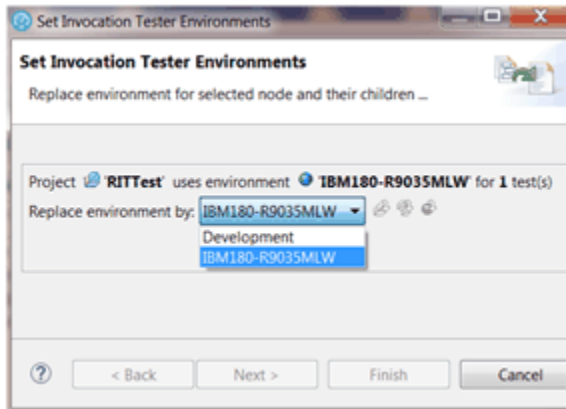 Set Invocation Tester Environments
Set Invocation Tester Environments
Replace environment for selected node and their children ...
Project 'RITTest' uses environment 'IBM180-R9035MLW' for 1 test(s)
Replace environment by: IBM180-R9035MLW
Development
IBM180-R9035MLW
< Back Next > Finish Cancel